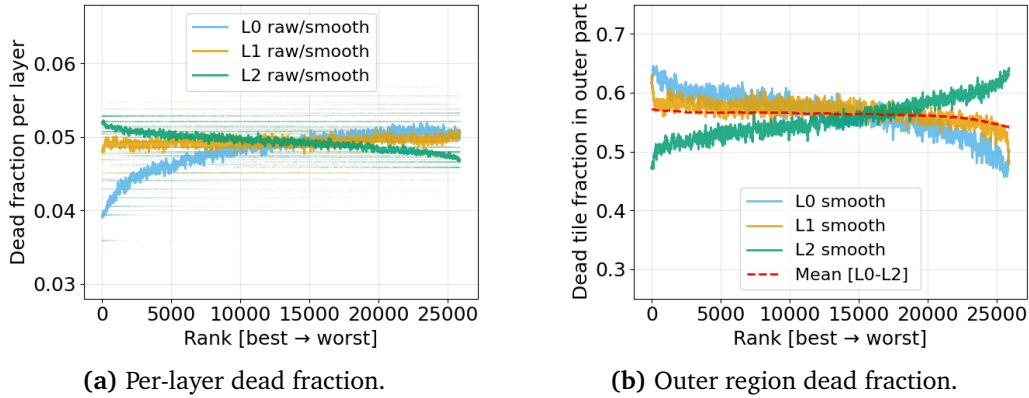 Dead fraction per layer
0.06
0.05
0.04
0.03
L0 raw/smooth
L1 raw/smooth
L2 raw/smooth
0 5000 10000 15000 20000 25000
Rank [best → worst]
(a) Per-layer dead fraction.
Dead tile fraction in outer part
0.7
0.6
0.5
0.4
0.3
L0 smooth
L1 smooth
L2 smooth
Mean [L0-L2]
0 5000 10000 15000 20000 25000
Rank [best → worst]
(b) Outer region dead fraction.